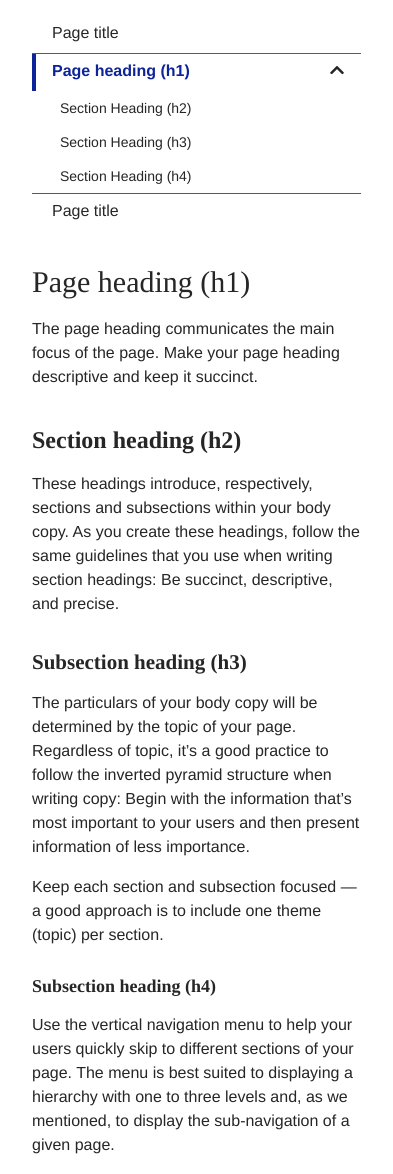 Page title
Page heading (h1)
Section Heading (h2)
Section Heading (h3)
Section Heading (h4)
Page title
Page heading (h1)
The page heading communicates the main
focus of the page. Make your page heading
descriptive and keep it succinct.
Section heading (h2)
These headings introduce, respectively,
sections and subsections within your body
copy. As you create these headings, follow the
same guidelines that you use when writing
section headings: Be succinct, descriptive,
and precise.
Subsection heading (h3)
The particulars of your body copy will be
determined by the topic of your page.
Regardless of topic, it’s a good practice to
follow the inverted pyramid structure when
writing copy: Begin with the information that’s
most important to your users and then present
information of less importance.
Keep each section and subsection focused —
a good approach is to include one theme
(topic) per section.
Subsection heading (h4)
Use the vertical navigation menu to help your
users quickly skip to different sections of your
page. The menu is best suited to displaying a
hierarchy with one to three levels and, as we
mentioned, to display the sub-navigation of a
given page.